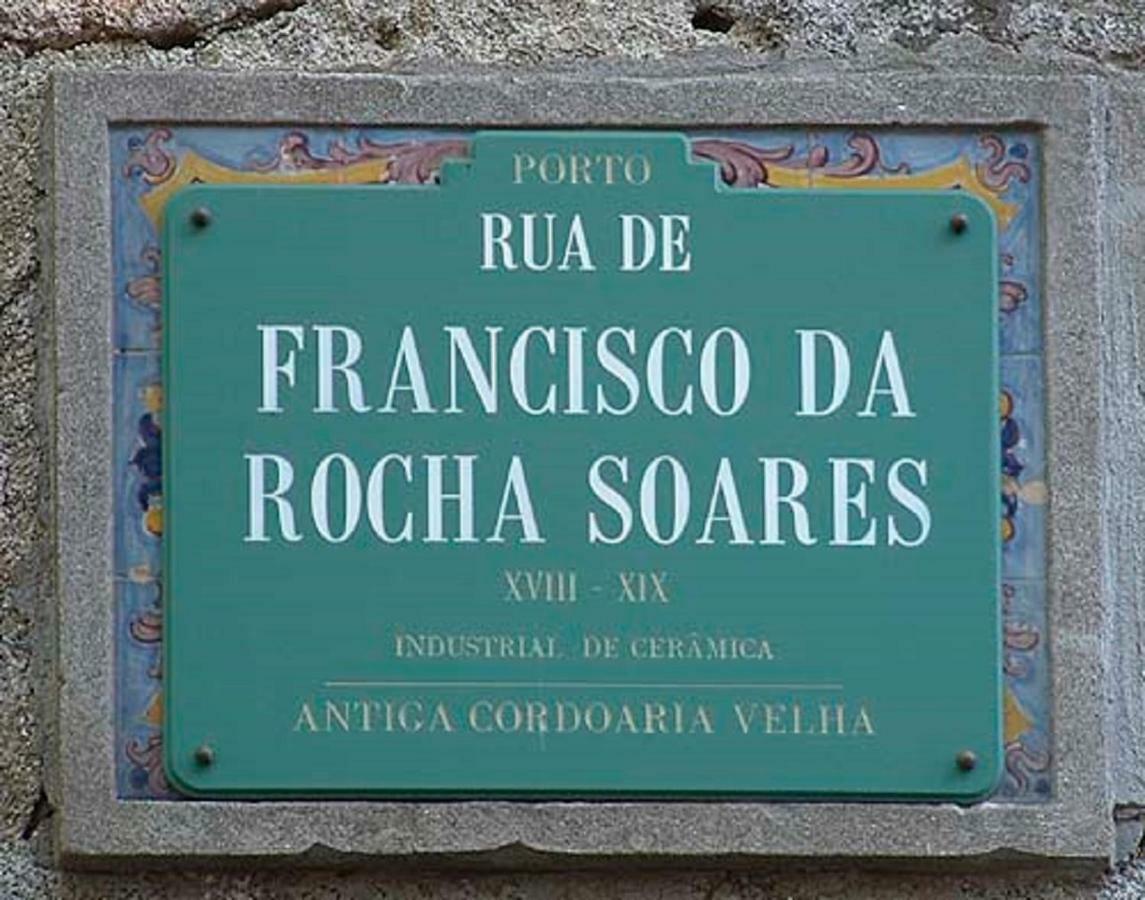 PORTO
RUA DE
FRANCISCO DA
ROCHA SOARES
XVIII - XIX
INDUSTRIAL DE CERÂMICA
ANTIGA CORDOARIA VELHA